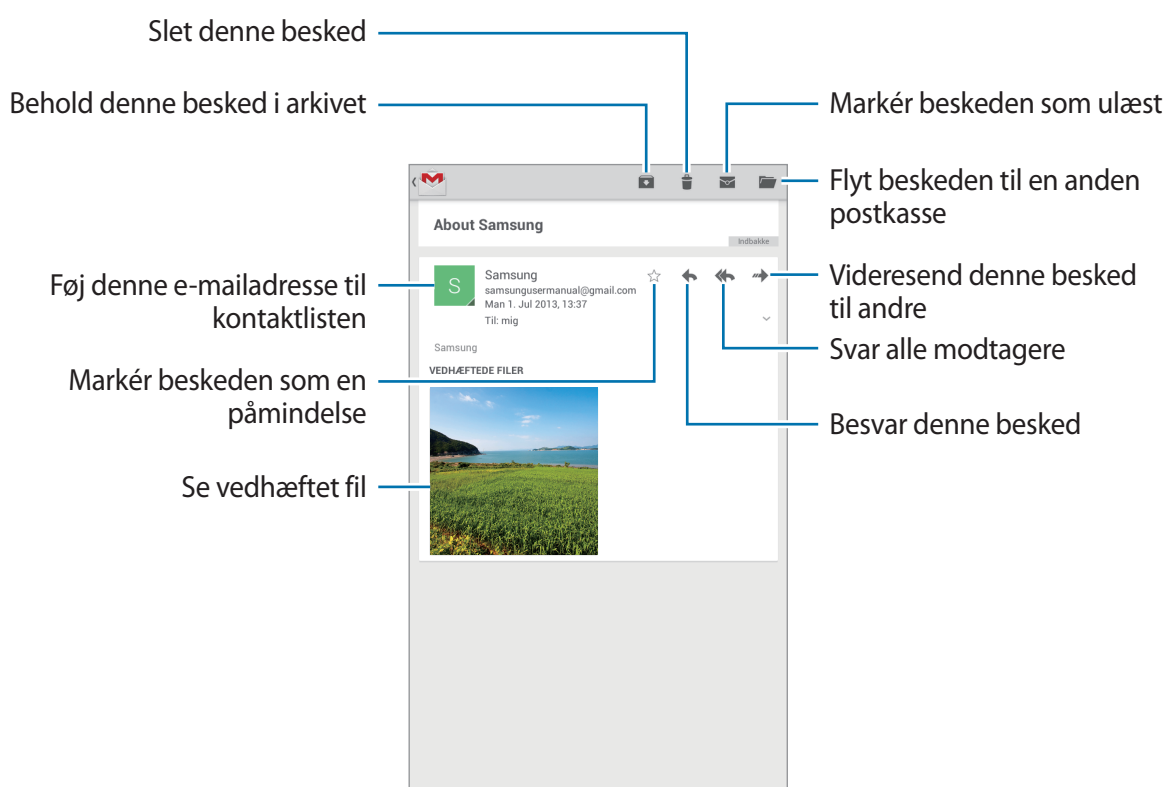 Slet denne besked
Behold denne besked i arkivet
Markér beskeden som ulæst
Flyt beskeden til en anden
postkasse
About Samsung
Indbakke
Føj denne e-mailadresse til
kontaktlisten
S
Samsung
samsungusermanual@gmail.com
Man 1. Jul 2013, 13:37
Til: mig
Videresend denne besked
til andre
Samsung
Svar alle modtagere
VEDHÆFTEDE FILER
Markér beskeden som en
påmindelse
Besvar denne besked
Se vedhæftet fil